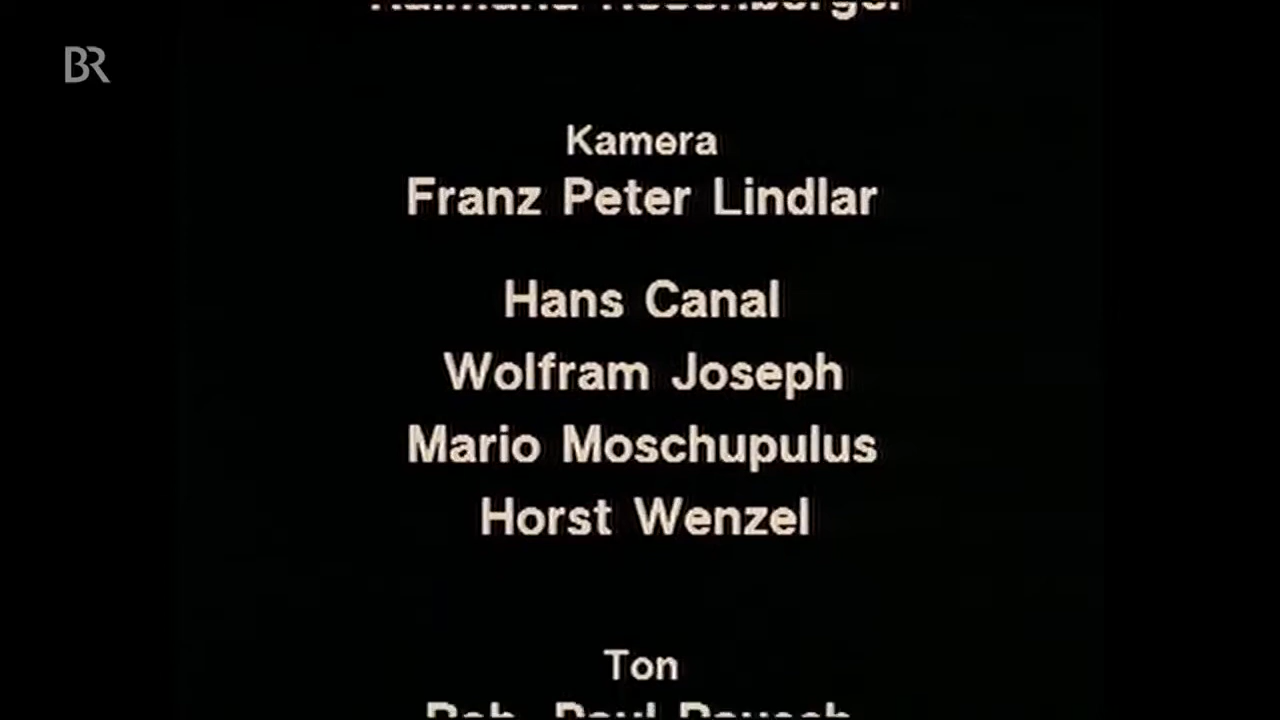 BR
Kamera
Franz Peter Lindlar
Hans Canal
Wolfram Joseph
Mario Moschupulus
Horst Wenzel
Ton